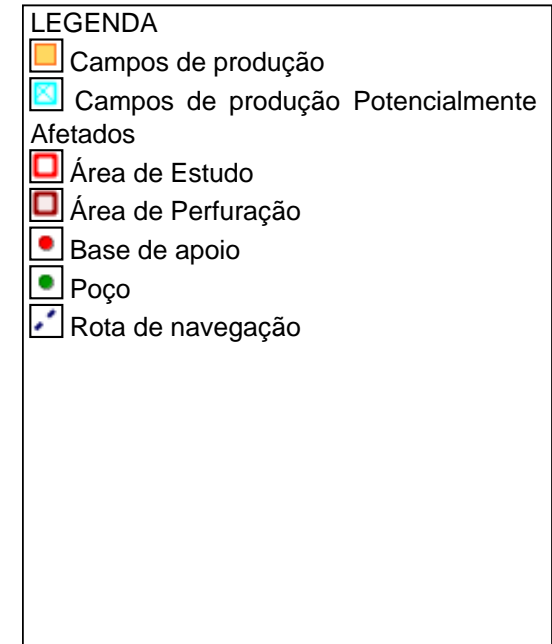 LEGENDA
Campos de produção
Campos de produção Potencialmente
Afetados
Área de Estudo
Área de Perfuração
Base de apoio
Poço
Rota de navegação